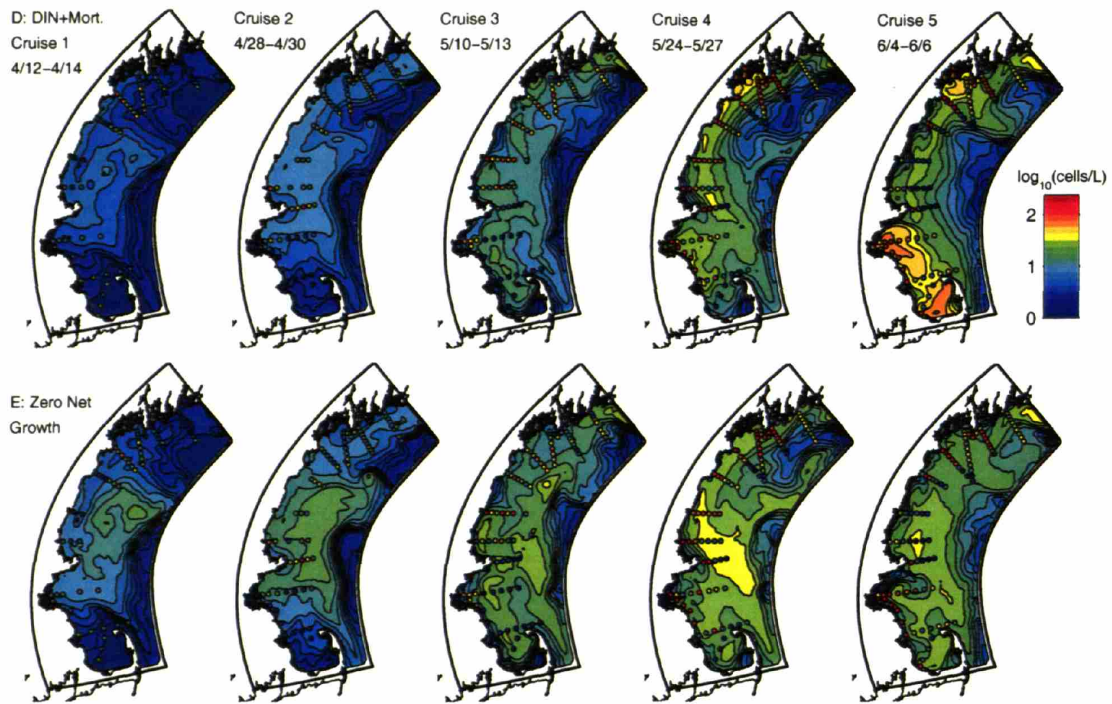 D: DIN+Mort.
Cruise 1
4/12–4/14
Cruise 2
4/28–4/30
Cruise 3
5/10–5/13
Cruise 4
5/24–5/27
Cruise 5
6/4–6/6
log10(cells/L)
2
1
0
E: Zero Net
Growth